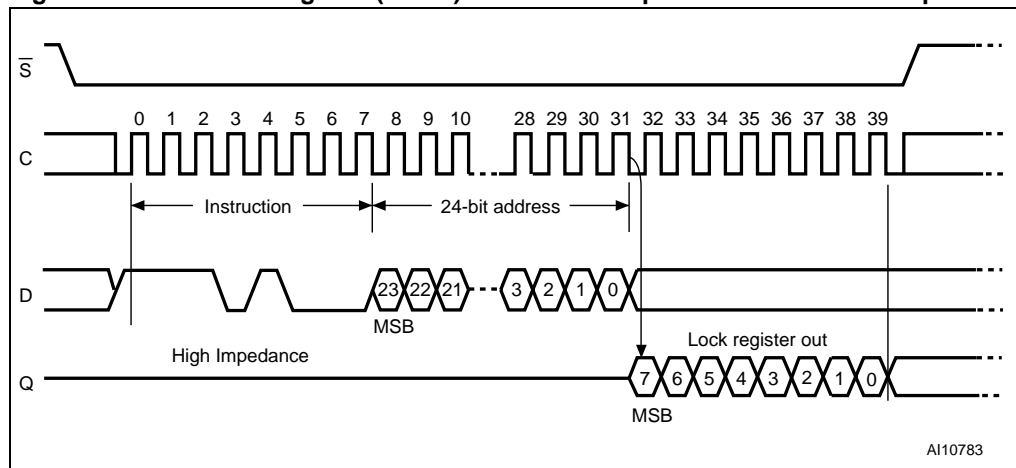 S
0 1 2 3 4 5 6 7 8 9 10 28 29 30 31 32 33 34 35 36 37 38 39
C
Instruction 24-bit address
D 23 22 21 3 2 1 0
MSB
High Impedance Lock register out
Q 7 6 5 4 3 2 1 0
MSB
AI10783